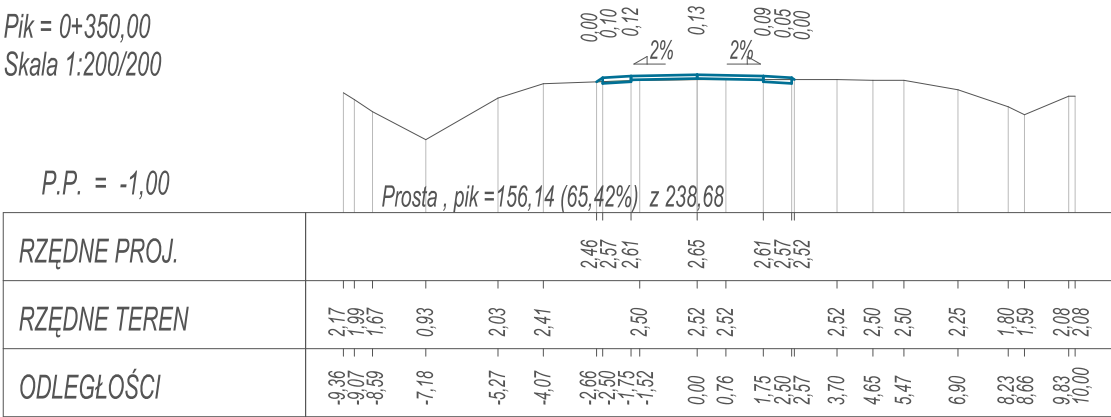 Pik = 0+350,00
Skala 1:200/200
0,00 0,10 0,12 0,13 0,09 0,05 0,00
2% 2%
P.P. = -1,00
Prosta , pik =156,14 (65,42%) z 238,68
RZĘDNE PROJ. 2,46 2,57 2,61 2,65 2,61 2,57 2,52
RZĘDNE TEREN 2,17 1,99 1,67 0,93 2,03 2,41 2,50 2,52 2,52 2,52 2,50 2,50 2,25 1,80 1,59 2,08 2,08
ODLEGŁOŚCI -9,36 -9,07 -8,59 -7,18 -5,27 -4,07 -2,66 -2,50 -1,75 -1,52 0,00 0,76 1,75 2,50 2,57 3,70 4,65 5,47 6,90 8,23 8,66 9,83 10,00